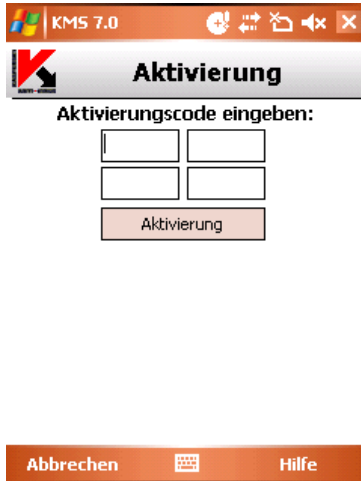 KMS 7.0
Aktivierung
Aktivierungscode eingeben:
Aktivierung
Abbrechen
Hilfe